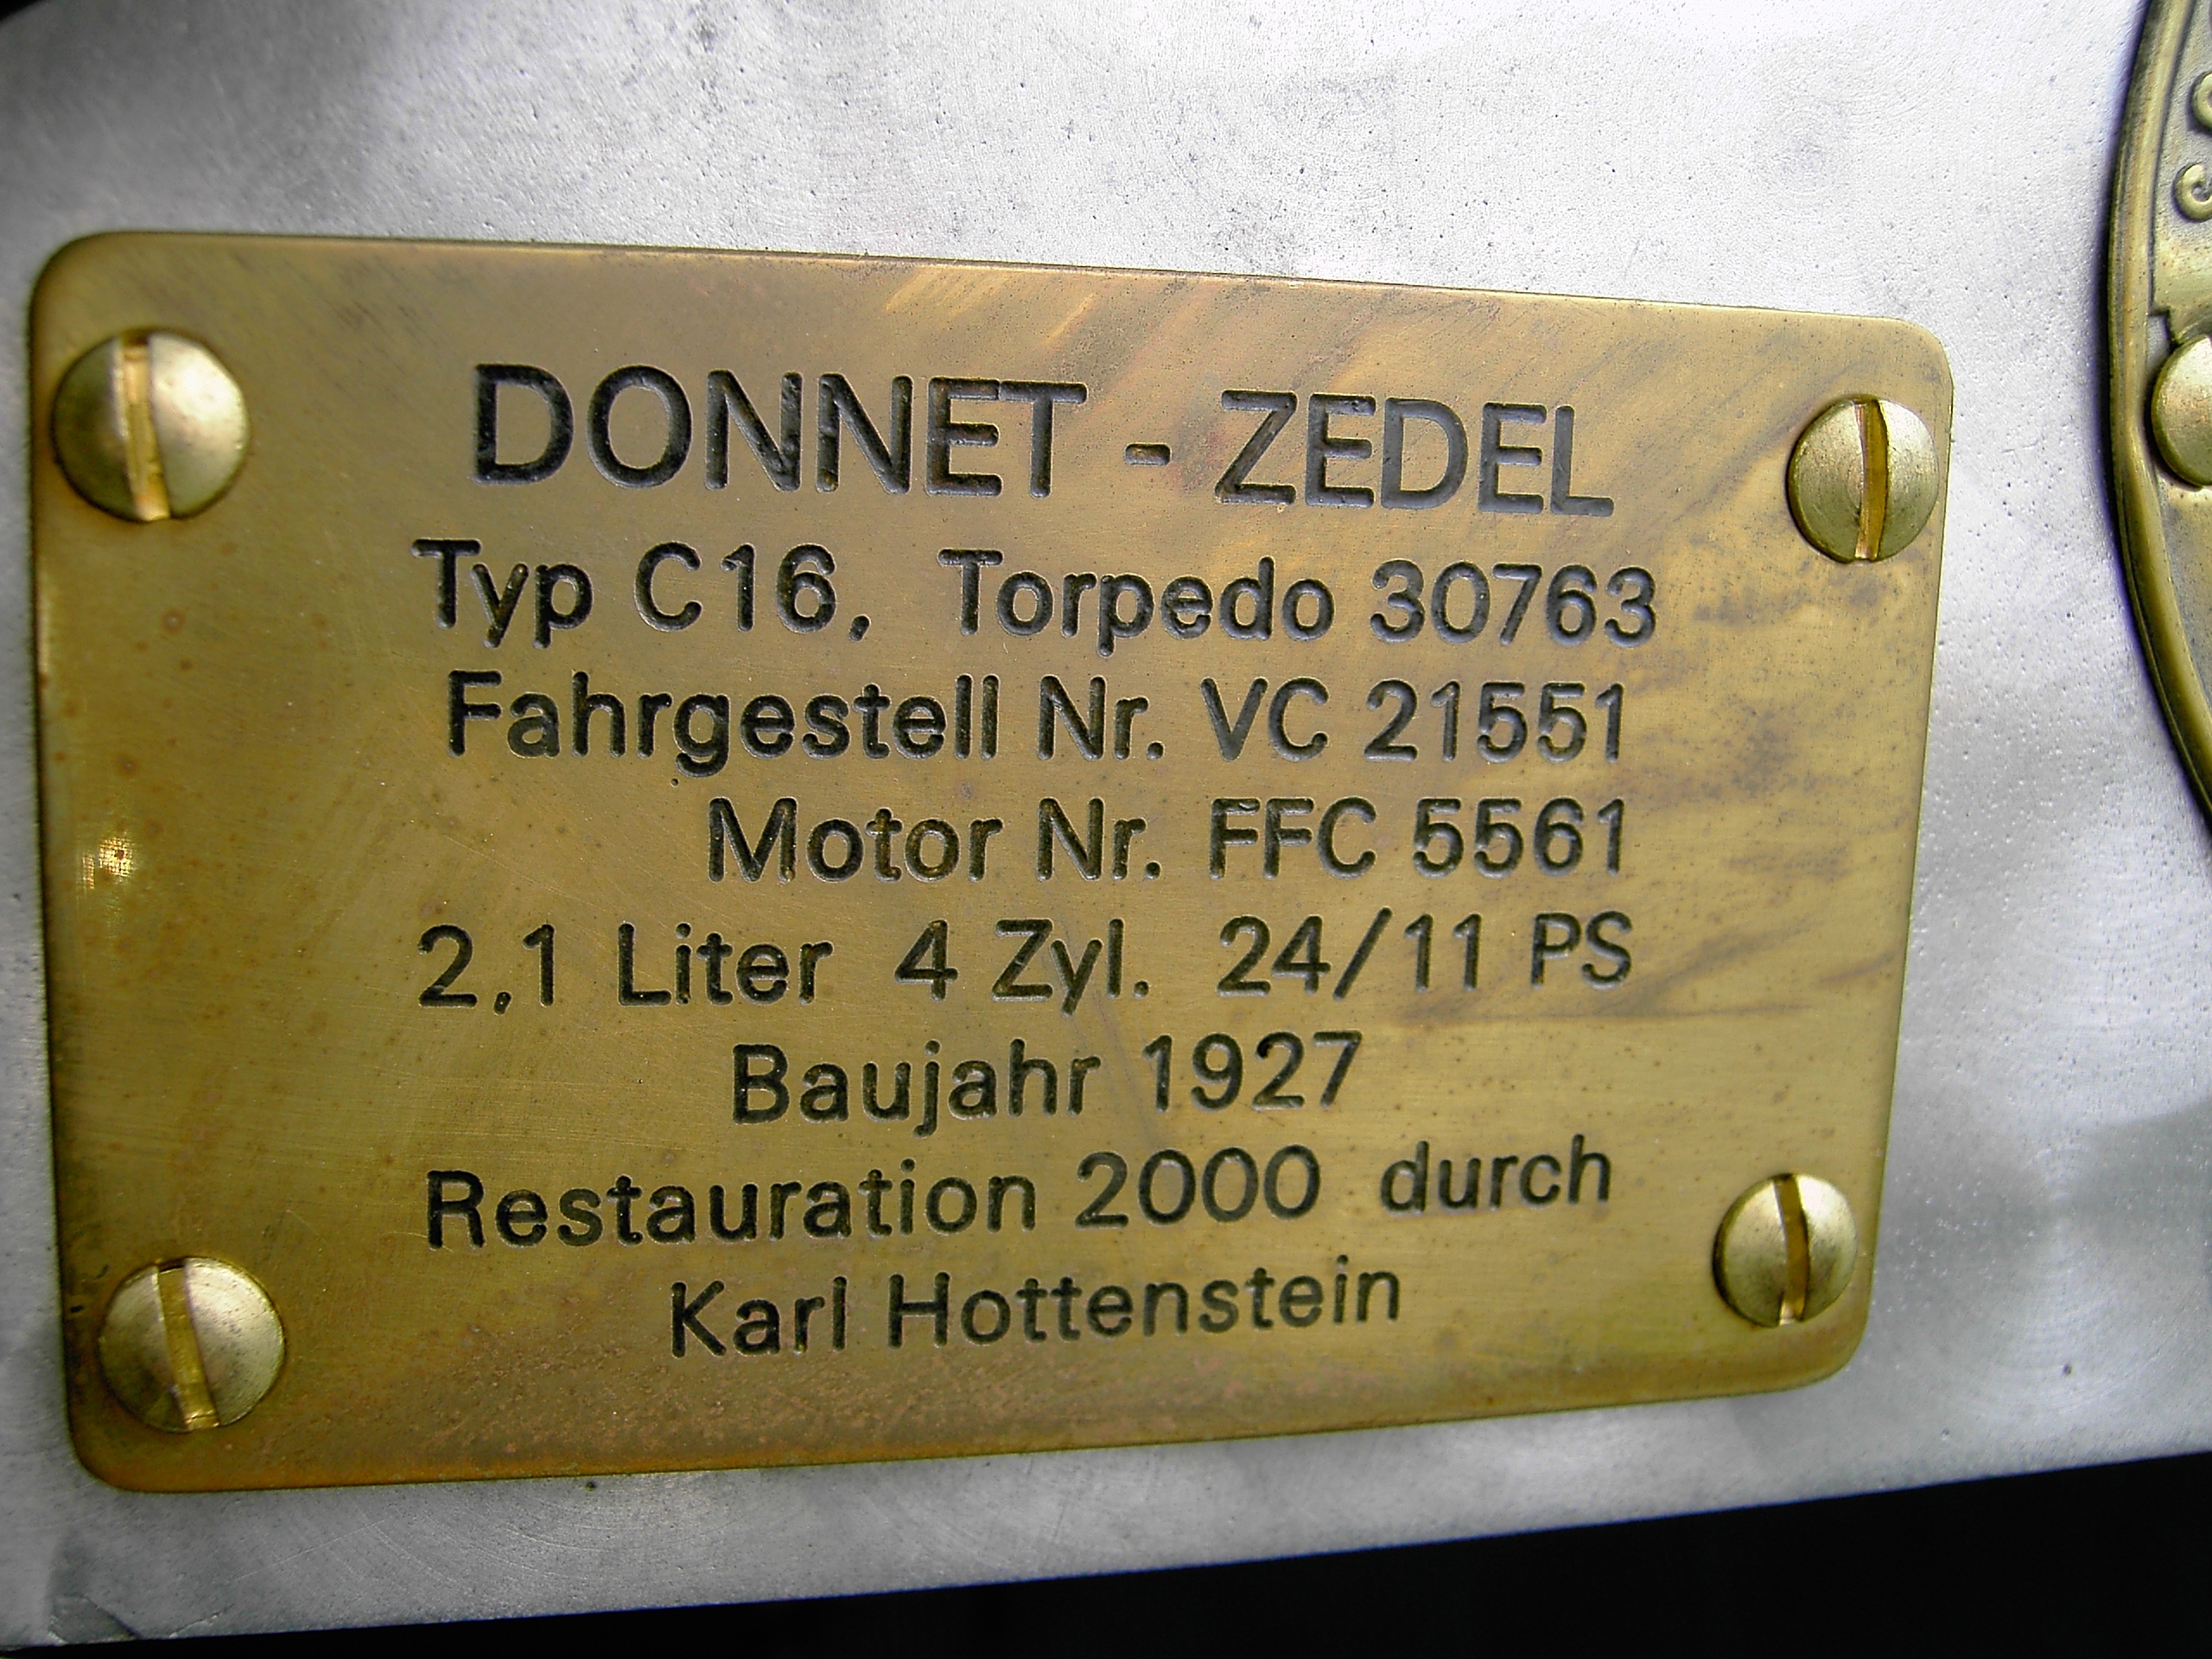 DONNET - ZEDEL
Typ C16, Torpedo 30763
Fahrgestell Nr. VC 21551
Motor Nr. FFC 5561
2,1 Liter 4 Zyl. 24/11 PS
Baujahr 1927
Restauration 2000 durch
Karl Hottenstein